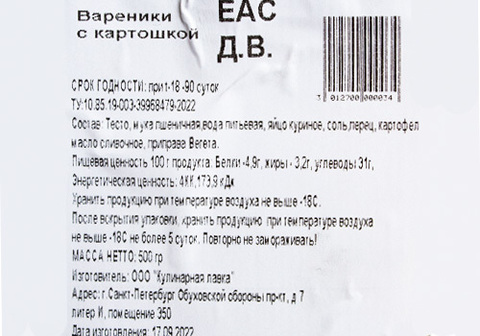 Вареники
с картошкой
ЕАС
Д.В.
3 012700 000034
СРОК ГОДНОСТИ: при t-18 -90 суток
ТУ:10.85.19-003-39968479-2022
Состав: Тесто, мука пшеничная,вода питьевая, яйцо куриное, соль,перец, картофель
масло сливочное, приправа Вегета.
Пищевая ценность 100 г продукта: Белки -4,9г, жиры - 3,2г, углеводы 31г,
Энергетическая ценность: 4КК,173,9 кДж
Хранить продукцию при температуре воздуха не выше -18С.
После вскрытия упаковки, хранить продукцию при температуре воздуха
не выше -18С не более 5 суток. Повторно не замораживать!
МАССА НЕТТО: 500 гр
Изготовитель: ООО "Кулинарная лавка"
Адрес: г.Санкт-Петербург Обуховской обороны пр-кт, д 7
литер И, помещение 350
Дата изготовления: 17.09.2022